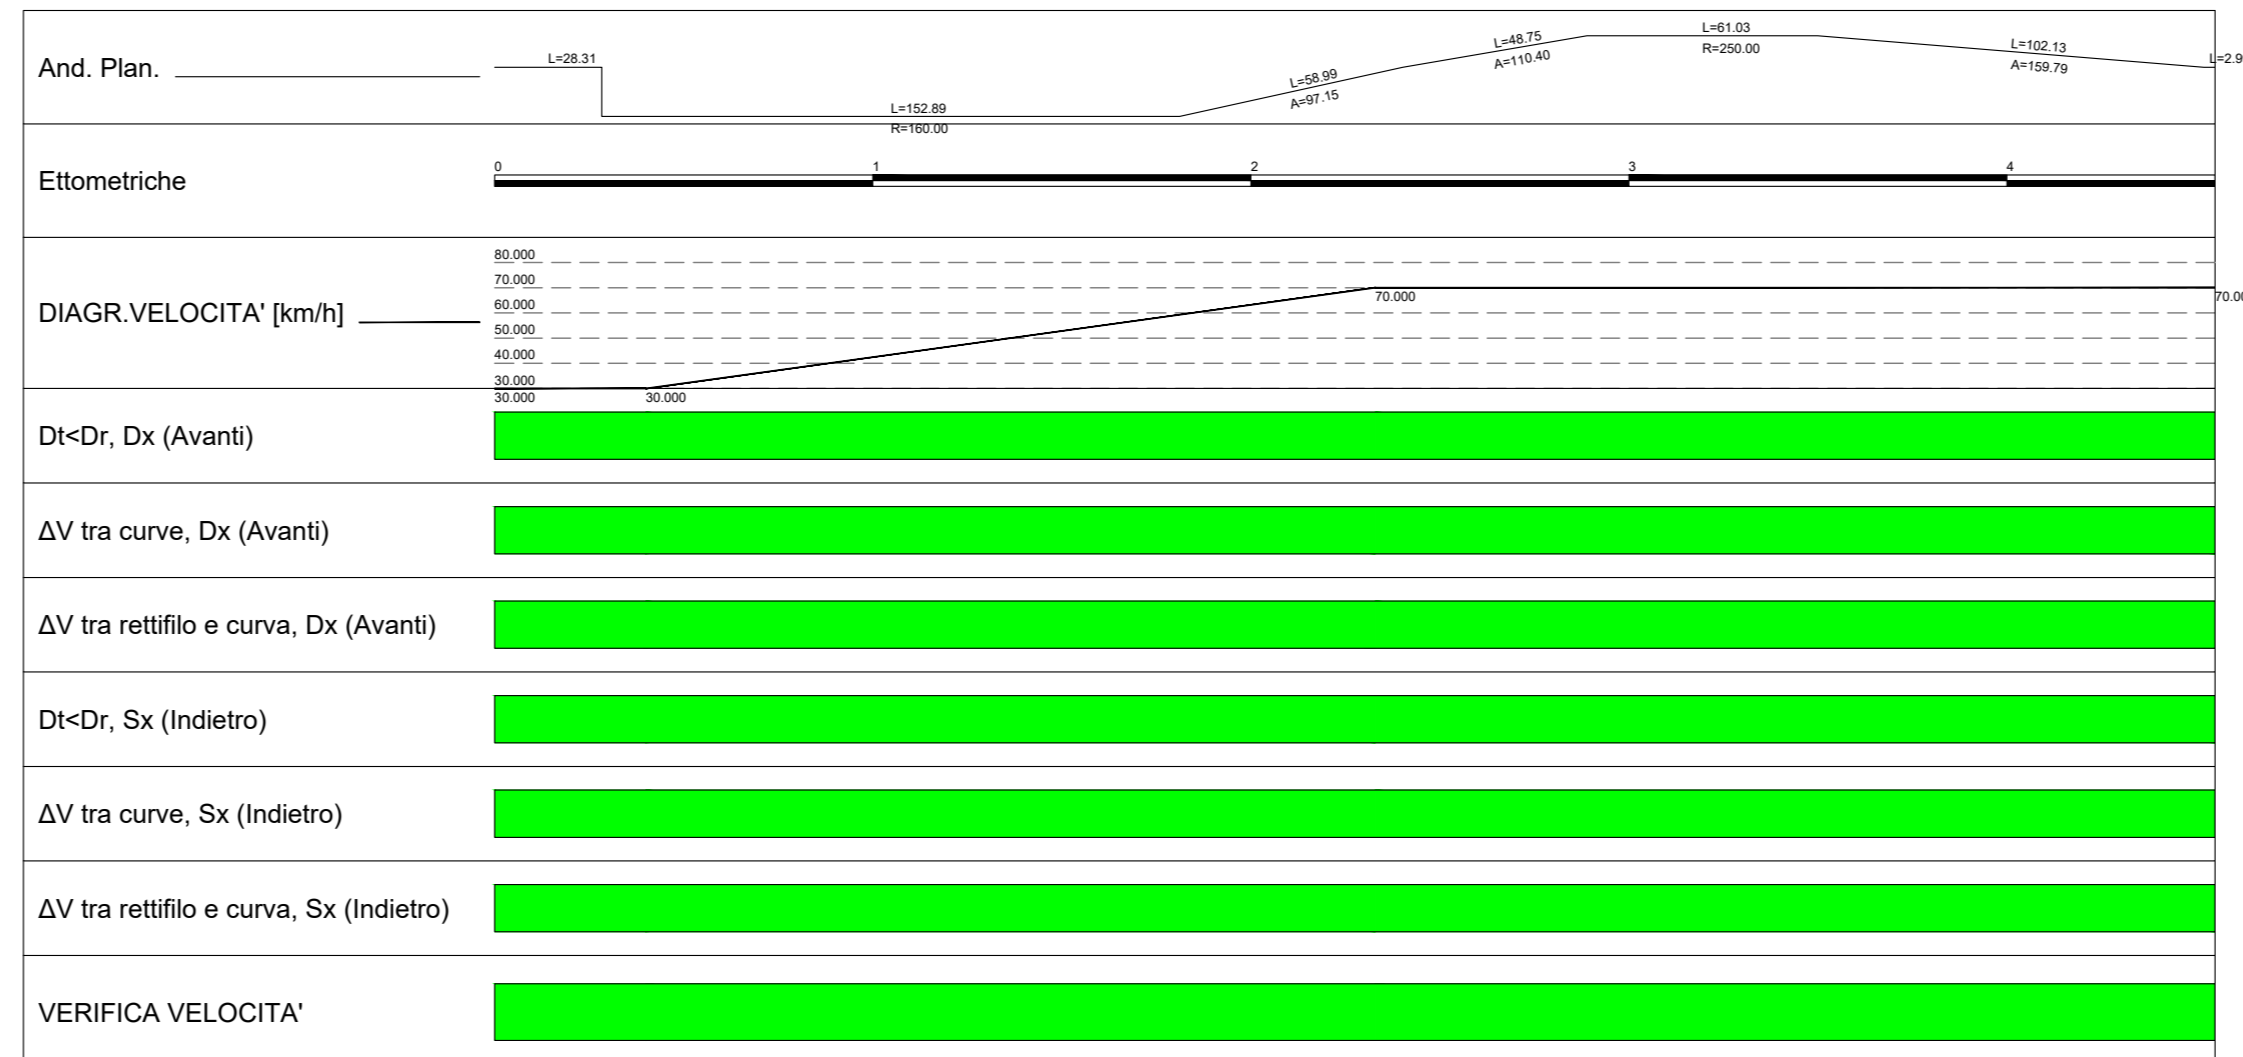 And. Plan.
L=28.31
L=152.89
R=160.00
L=58.99
A=97.15
L=48.75
A=110.40
L=61.03
R=250.00
L=102.13
A=159.79
L=2.9
Ettometriche
0 1 2 3 4
DIAGR.VELOCITA' [km/h]
80.000
70.000
60.000
50.000
40.000
30.000
30.000 30.000 70.000 70.00
Dt<Dr, Dx (Avanti)
ΔV tra curve, Dx (Avanti)
ΔV tra rettifilo e curva, Dx (Avanti)
Dt<Dr, Sx (Indietro)
ΔV tra curve, Sx (Indietro)
ΔV tra rettifilo e curva, Sx (Indietro)
VERIFICA VELOCITA'